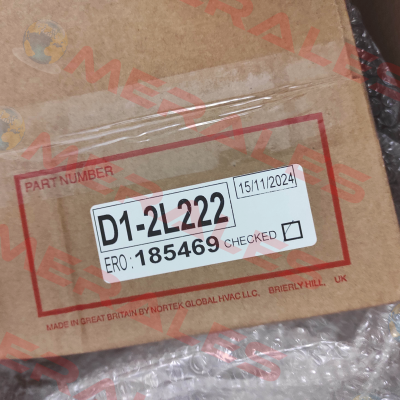 PART NUMBER
15/11/2024
D1-2L222
ERO: 185469 CHECKED
MADE IN GREAT BRITAIN BY NORTEK GLOBAL HVAC LLC. BRIERLY HILL, UK
MERALES